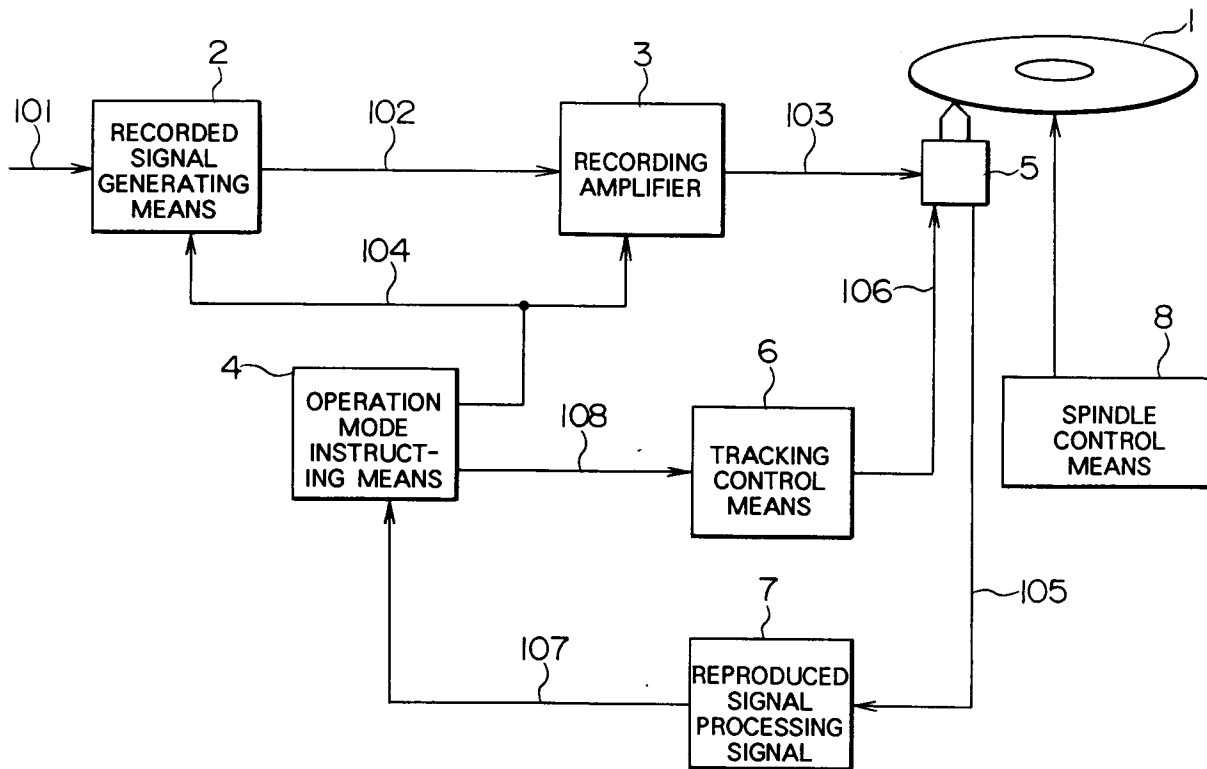 1
2
3
101
102
103
RECORDED
SIGNAL
GENERATING
MEANS
RECORDING
AMPLIFIER
5
104
106
4
6
8
OPERATION
MODE
INSTRUCT-
ING MEANS
108
TRACKING
CONTROL
MEANS
SPINDLE
CONTROL
MEANS
105
7
107
REPRODUCED
SIGNAL
PROCESSING
SIGNAL